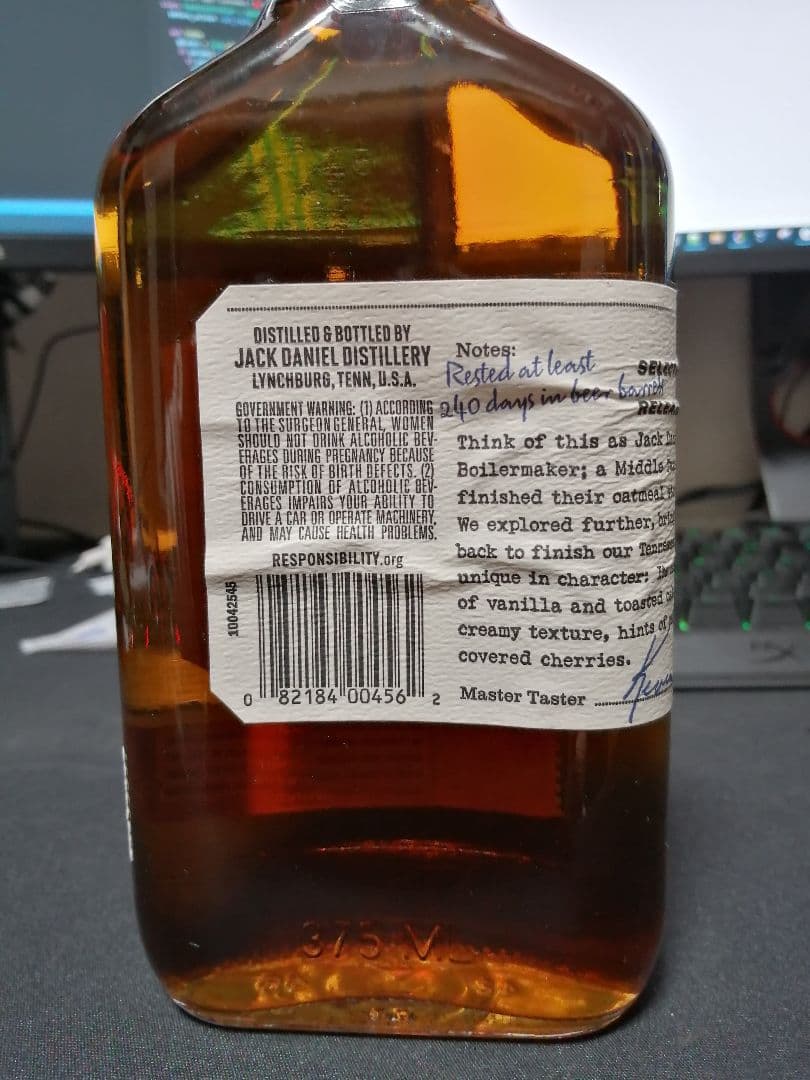 DISTILLED & BOTTLED BY
JACK DANIEL DISTILLERY
LYNCHBURG, TENN, U.S.A.
GOVERNMENT WARNING: (1) ACCORDING
TO THE SURGEON GENERAL, WOMEN
SHOULD NOT DRINK ALCOHOLIC BEV-
ERAGES DURING PREGNANCY BECAUSE
OF THE RISK OF BIRTH DEFECTS. (2)
CONSUMPTION OF ALCOHOLIC BEV-
ERAGES IMPAIRS YOUR ABILITY TO
DRIVE A CAR OR OPERATE MACHINERY,
AND MAY CAUSE HEALTH PROBLEMS.
RESPONSIBILITY.org
10042545
0 82184 00456 2
Notes:
Rested at least
240 days in beer barrels
Think of this as Jack
Boilermaker; a Middle
finished their oatmeal
We explored further,
back to finish our
unique in character:
of vanilla and toasted
creamy texture, hints of
covered cherries.
Master Taster
375 ML